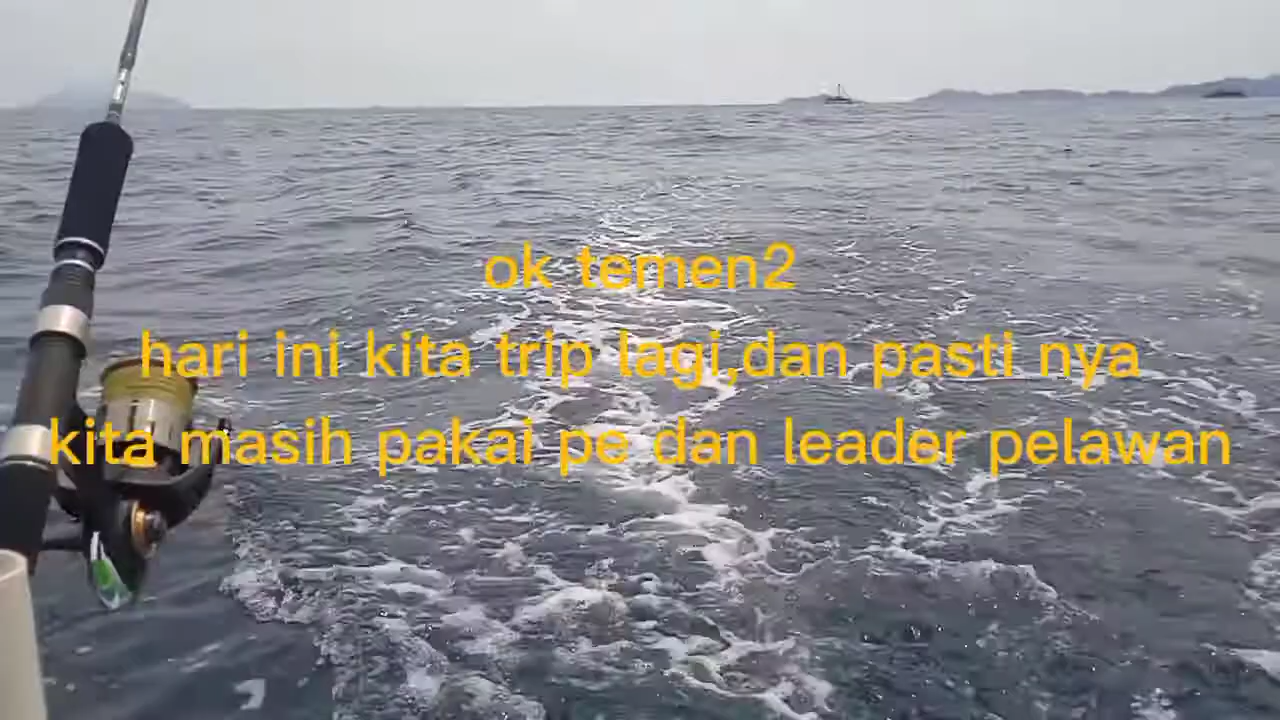 ok temen2
hari ini kita trip lagi,dan pasti nya
kita masih pakai pe dan leader pelawan